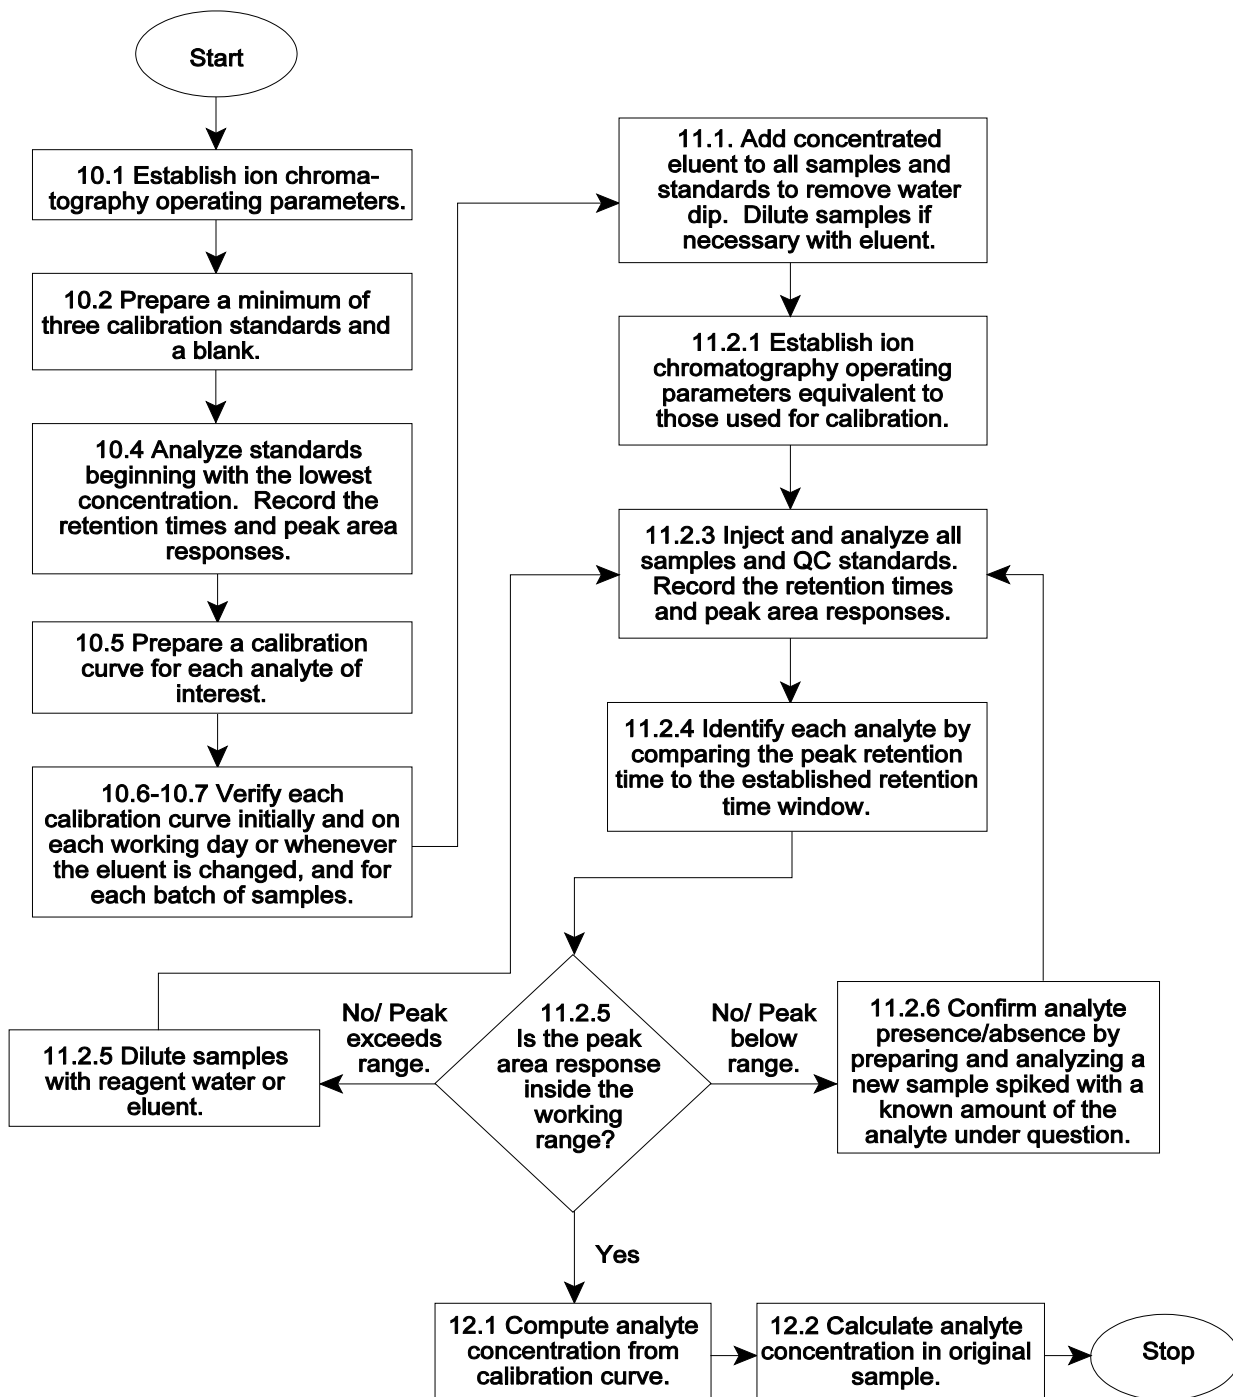 Start
10.1 Establish ion chroma-
tography operating parameters.
10.2 Prepare a minimum of
three calibration standards and
a blank.
10.4 Analyze standards
beginning with the lowest
concentration. Record the
retention times and peak area
responses.
10.5 Prepare a calibration
curve for each analyte of
interest.
10.6-10.7 Verify each
calibration curve initially and on
each working day or whenever
the eluent is changed, and for
each batch of samples.
11.1. Add concentrated
eluent to all samples and
standards to remove water
dip. Dilute samples if
necessary with eluent.
11.2.1 Establish ion
chromatography operating
parameters equivalent to
those used for calibration.
11.2.3 Inject and analyze all
samples and QC standards.
Record the retention times
and peak area responses.
11.2.4 Identify each analyte by
comparing the peak retention
time to the established retention
time window.
11.2.5
Is the peak
area response
inside the
working
range?
No/ Peak
exceeds
range.
11.2.5 Dilute samples
with reagent water or
eluent.
No/ Peak
below
range.
11.2.6 Confirm analyte
presence/absence by
preparing and analyzing a
new sample spiked with a
known amount of the
analyte under question.
Yes
12.1 Compute analyte
concentration from
calibration curve.
12.2 Calculate analyte
concentration in original
sample.
Stop